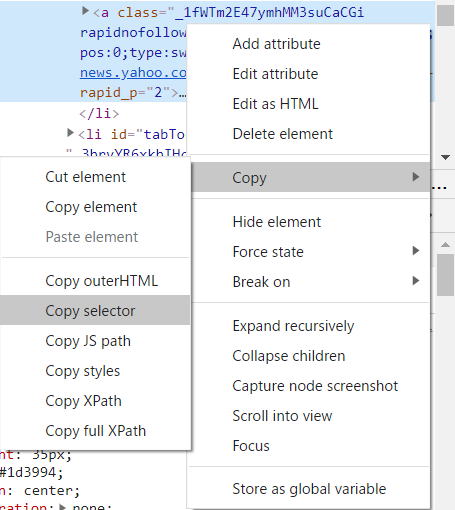 <a class="_1fWTm2E47ymhMM3suCaCGi
rapidnofollow
pos:0;type:sw
news.yahoo.co
rapid_p="2">…
</li>
<li id="tabTo
Add attribute
Edit attribute
Edit as HTML
Delete element
Copy
Hide element
Force state
Break on
Expand recursively
Collapse children
Capture node screenshot
Scroll into view
Focus
Store as global variable
Cut element
Copy element
Paste element
Copy outerHTML
Copy selector
Copy JS path
Copy styles
Copy XPath
Copy full XPath
ht: 35px;
#1d3994;
n: center;
nation: none;